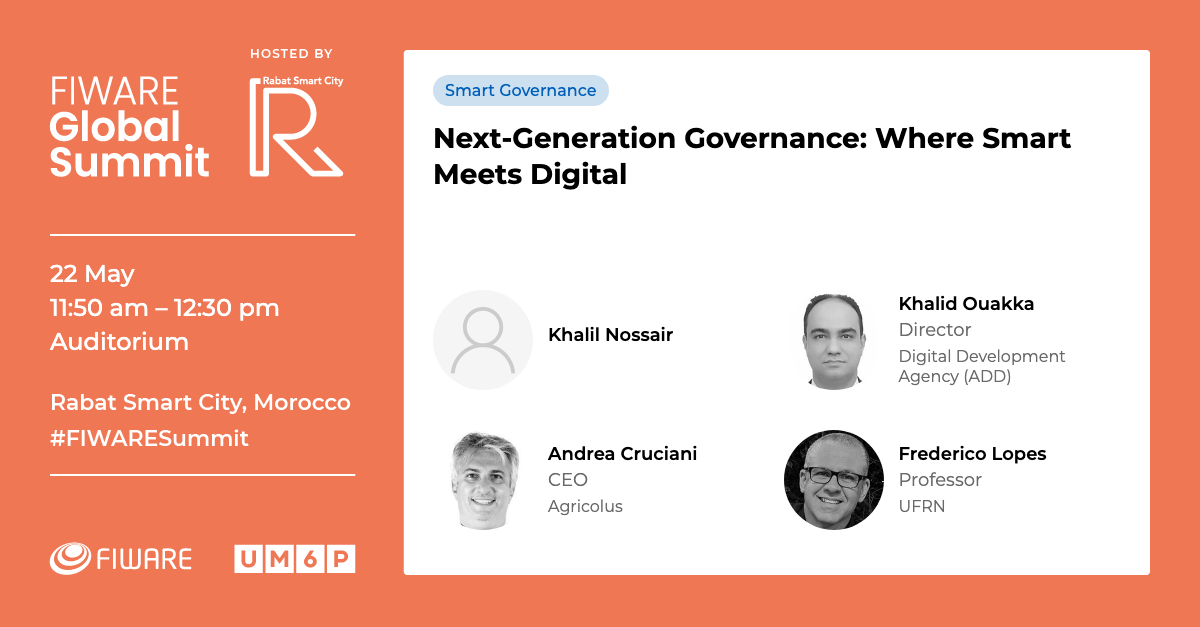 HOSTED BY
FIWARE
Global
Summit
Rabat Smart City
R
22 May
11:50 am – 12:30 pm
Auditorium
Rabat Smart City, Morocco
#FIWARESummit
FIWARE
UM6P
Smart Governance
Next-Generation Governance: Where Smart
Meets Digital
Khalil Nossair
Khalid Ouakka
Director
Digital Development
Agency (ADD)
Andrea Cruciani
CEO
Agricolus
Frederico Lopes
Professor
UFRN